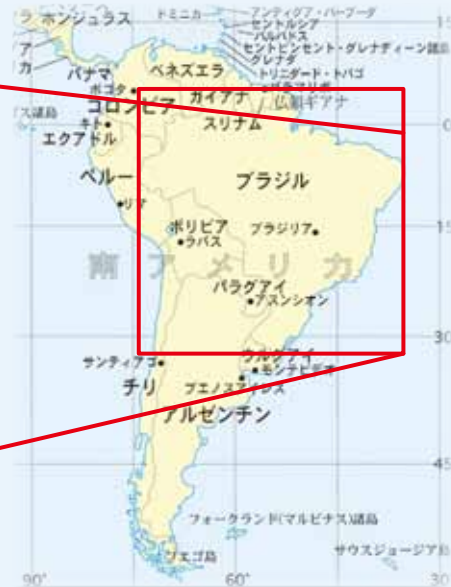 ホンジュラス
ドミニカ
アンティグア・バーブーダ
セントルシア
バルバドス
セントビンセント・グレナディーン諸島
グレナダ
トリニダード・トバゴ
パナマ
ベネズエラ
ボゴタ
ガイアナ
コロンビア
仏領ギアナ
キト
スリナム
エクアドル
ペルー
ブラジル
リマ
ボリビア
ラパス
ブラジリア
南アメリカ
パラグアイ
アスンシオン
サンティアゴ
ウルグアイ
モンテビデオ
チリ
ブエノスアイレス
アルゼンチン
フォークランド(マルビナス)諸島
フエゴ島
サウスジョージア島
15
0
15
30
45
90°
60°
30